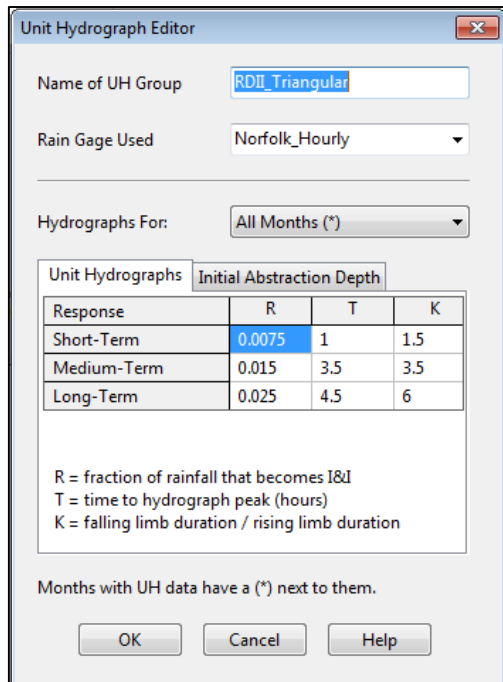 Unit Hydrograph Editor
Name of UH Group RDII_Triangular
Rain Gage Used Norfolk_Hourly
Hydrographs For: All Months (*)
Unit Hydrographs Initial Abstraction Depth
Response R T K
Short-Term 0.0075 1 1.5
Medium-Term 0.015 3.5 3.5
Long-Term 0.025 4.5 6
R = fraction of rainfall that becomes I&I
T = time to hydrograph peak (hours)
K = falling limb duration / rising limb duration
Months with UH data have a (*) next to them.
OK Cancel Help